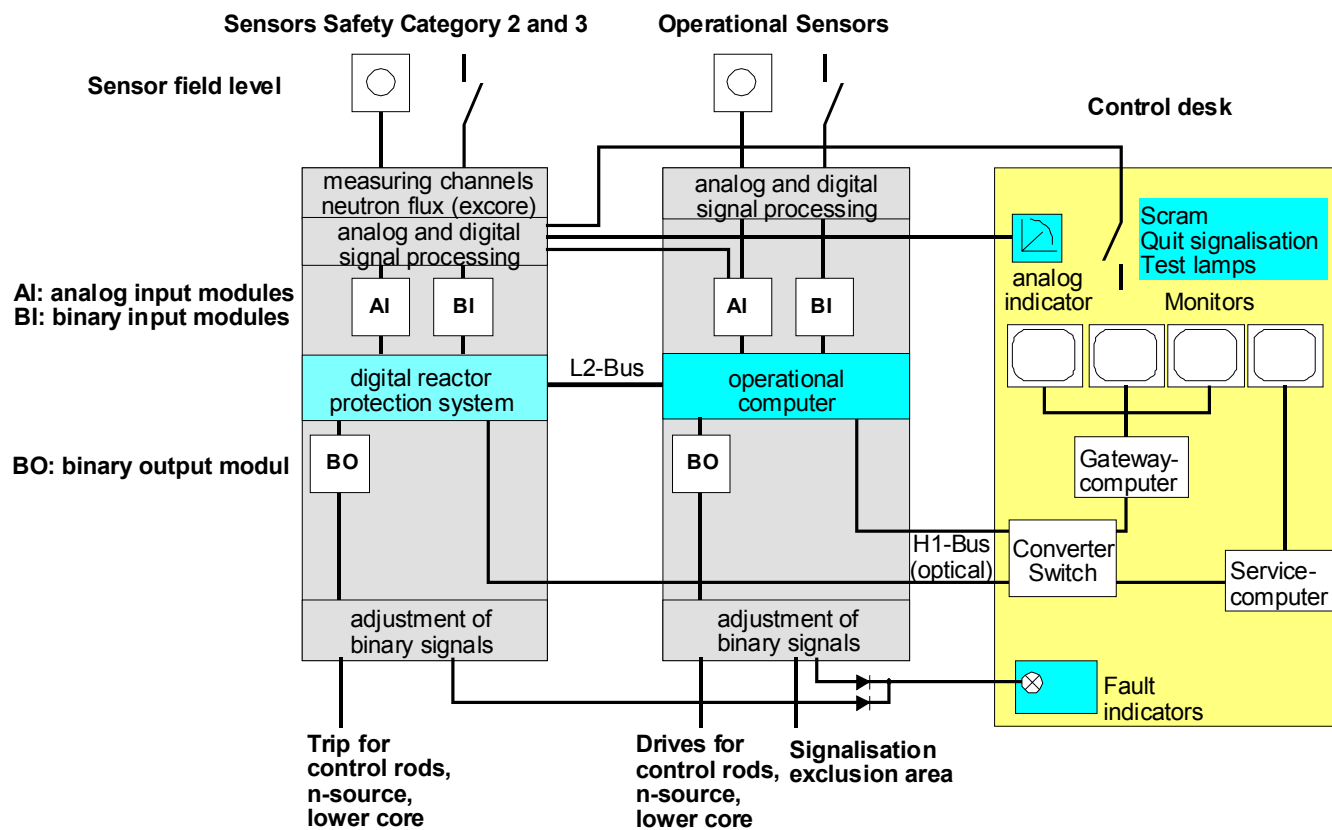 Sensors Safety Category 2 and 3
Operational Sensors
Sensor field level
Control desk
measuring channels
neutron flux (excore)
analog and digital
signal processing
analog and digital
signal processing
Scram
Quit signalisation
Test lamps
analog
indicator
Monitors
AI: analog input modules
BI: binary input modules
AI
BI
AI
BI
digital reactor
protection system
L2-Bus
operational
computer
BO: binary output modul
BO
BO
Gateway-
computer
H1-Bus
(optical)
Converter
Switch
Service-
computer
adjustment of
binary signals
adjustment of
binary signals
Fault
indicators
Trip for
control rods,
n-source,
lower core
Drives for
control rods,
n-source,
lower core
Signalisation
exclusion area